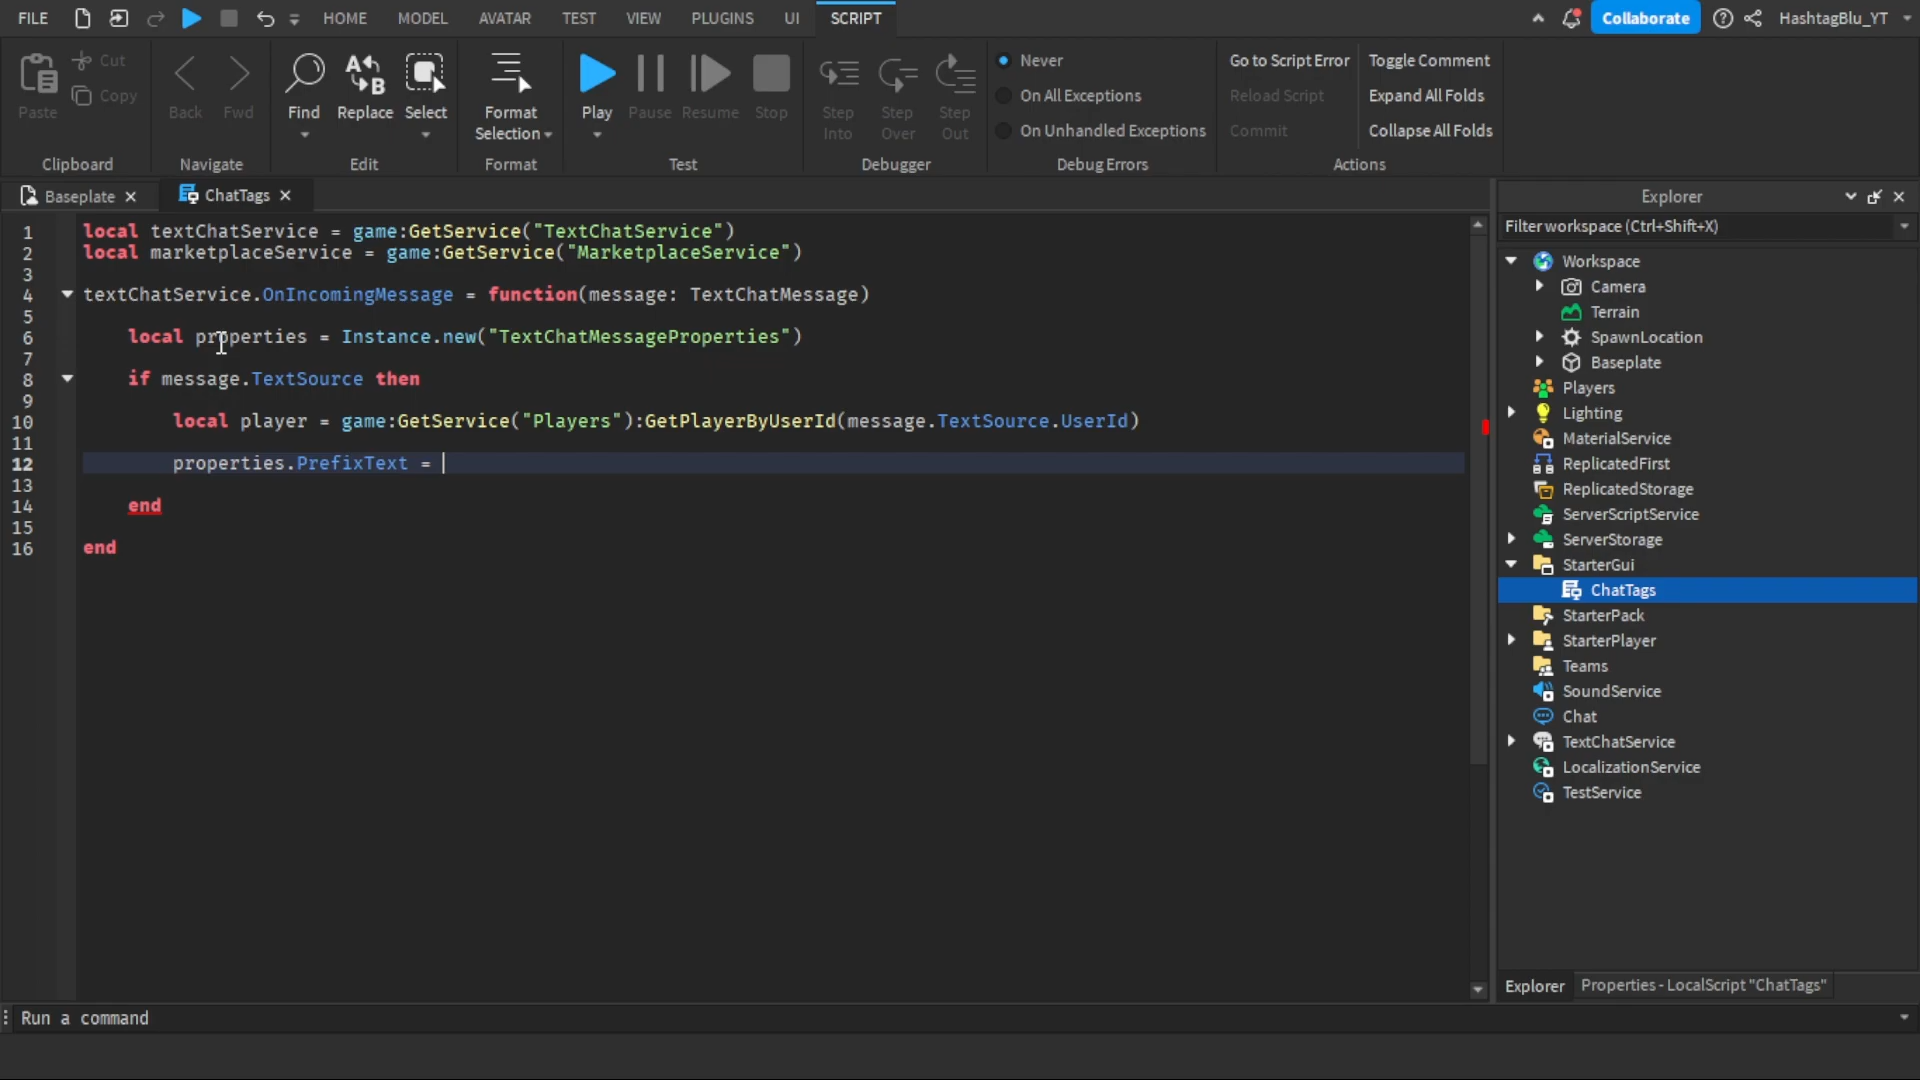 FILE HOME MODEL AVATAR TEST VIEW PLUGINS UI SCRIPT Collaborate HashtagBlu_YT
Paste Cut Copy Back Fwd Find Replace Select Format Selection Play Pause Resume Stop Step Into Step Over Step Out
Never
On All Exceptions
On Unhandled Exceptions
Go to Script Error
Reload Script
Commit
Toggle Comment
Expand All Folds
Collapse All Folds
Clipboard Navigate Edit Format Test Debugger Debug Errors Actions
Baseplate ChatTags
1 local textChatService = game:GetService("TextChatService")
2 local marketplaceService = game:GetService("MarketplaceService")
3
4 textChatService.OnIncomingMessage = function(message: TextChatMessage)
5
6 local properties = Instance.new("TextChatMessageProperties")
7
8 if message.TextSource then
9
10 local player = game:GetService("Players"):GetPlayerByUserId(message.TextSource.UserId)
11
12 properties.PrefixText =
13
14 end
15
16 end
Explorer
Filter workspace (Ctrl+Shift+X)
Workspace
Camera
Terrain
SpawnLocation
Baseplate
Players
Lighting
MaterialService
ReplicatedFirst
ReplicatedStorage
ServerScriptService
ServerStorage
StarterGui
ChatTags
StarterPack
StarterPlayer
Teams
SoundService
Chat
TextChatService
LocalizationService
TestService
Explorer Properties - LocalScript "ChatTags"
Run a command